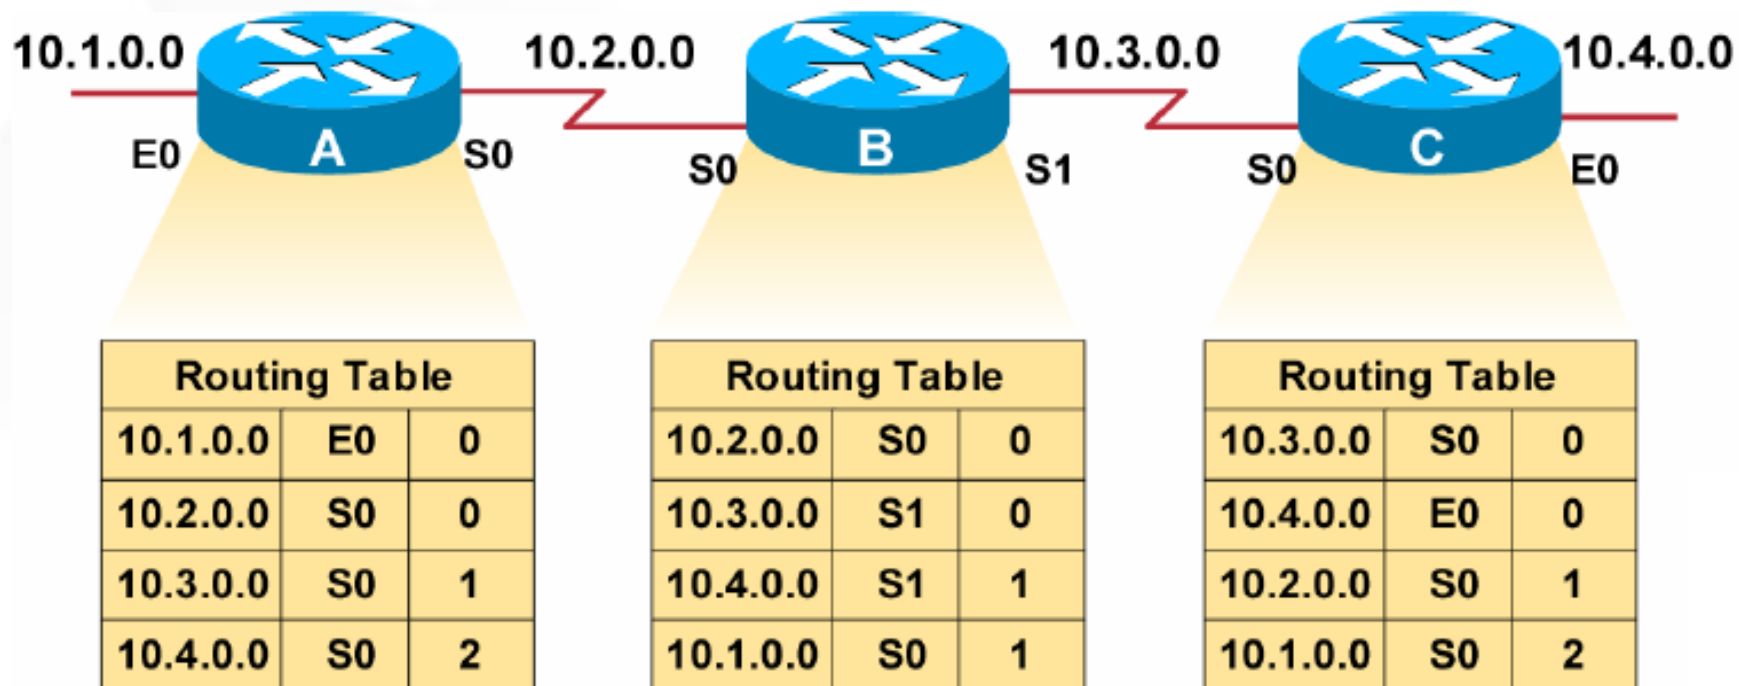 10.1.0.0 10.2.0.0 10.3.0.0 10.4.0.0
A B C
E0 S0 S0 S1 S0 E0
Routing Table
10.1.0.0 E0 0
10.2.0.0 S0 0
10.3.0.0 S0 1
10.4.0.0 S0 2
Routing Table
10.2.0.0 S0 0
10.3.0.0 S1 0
10.4.0.0 S1 1
10.1.0.0 S0 1
Routing Table
10.3.0.0 S0 0
10.4.0.0 E0 0
10.2.0.0 S0 1
10.1.0.0 S0 2